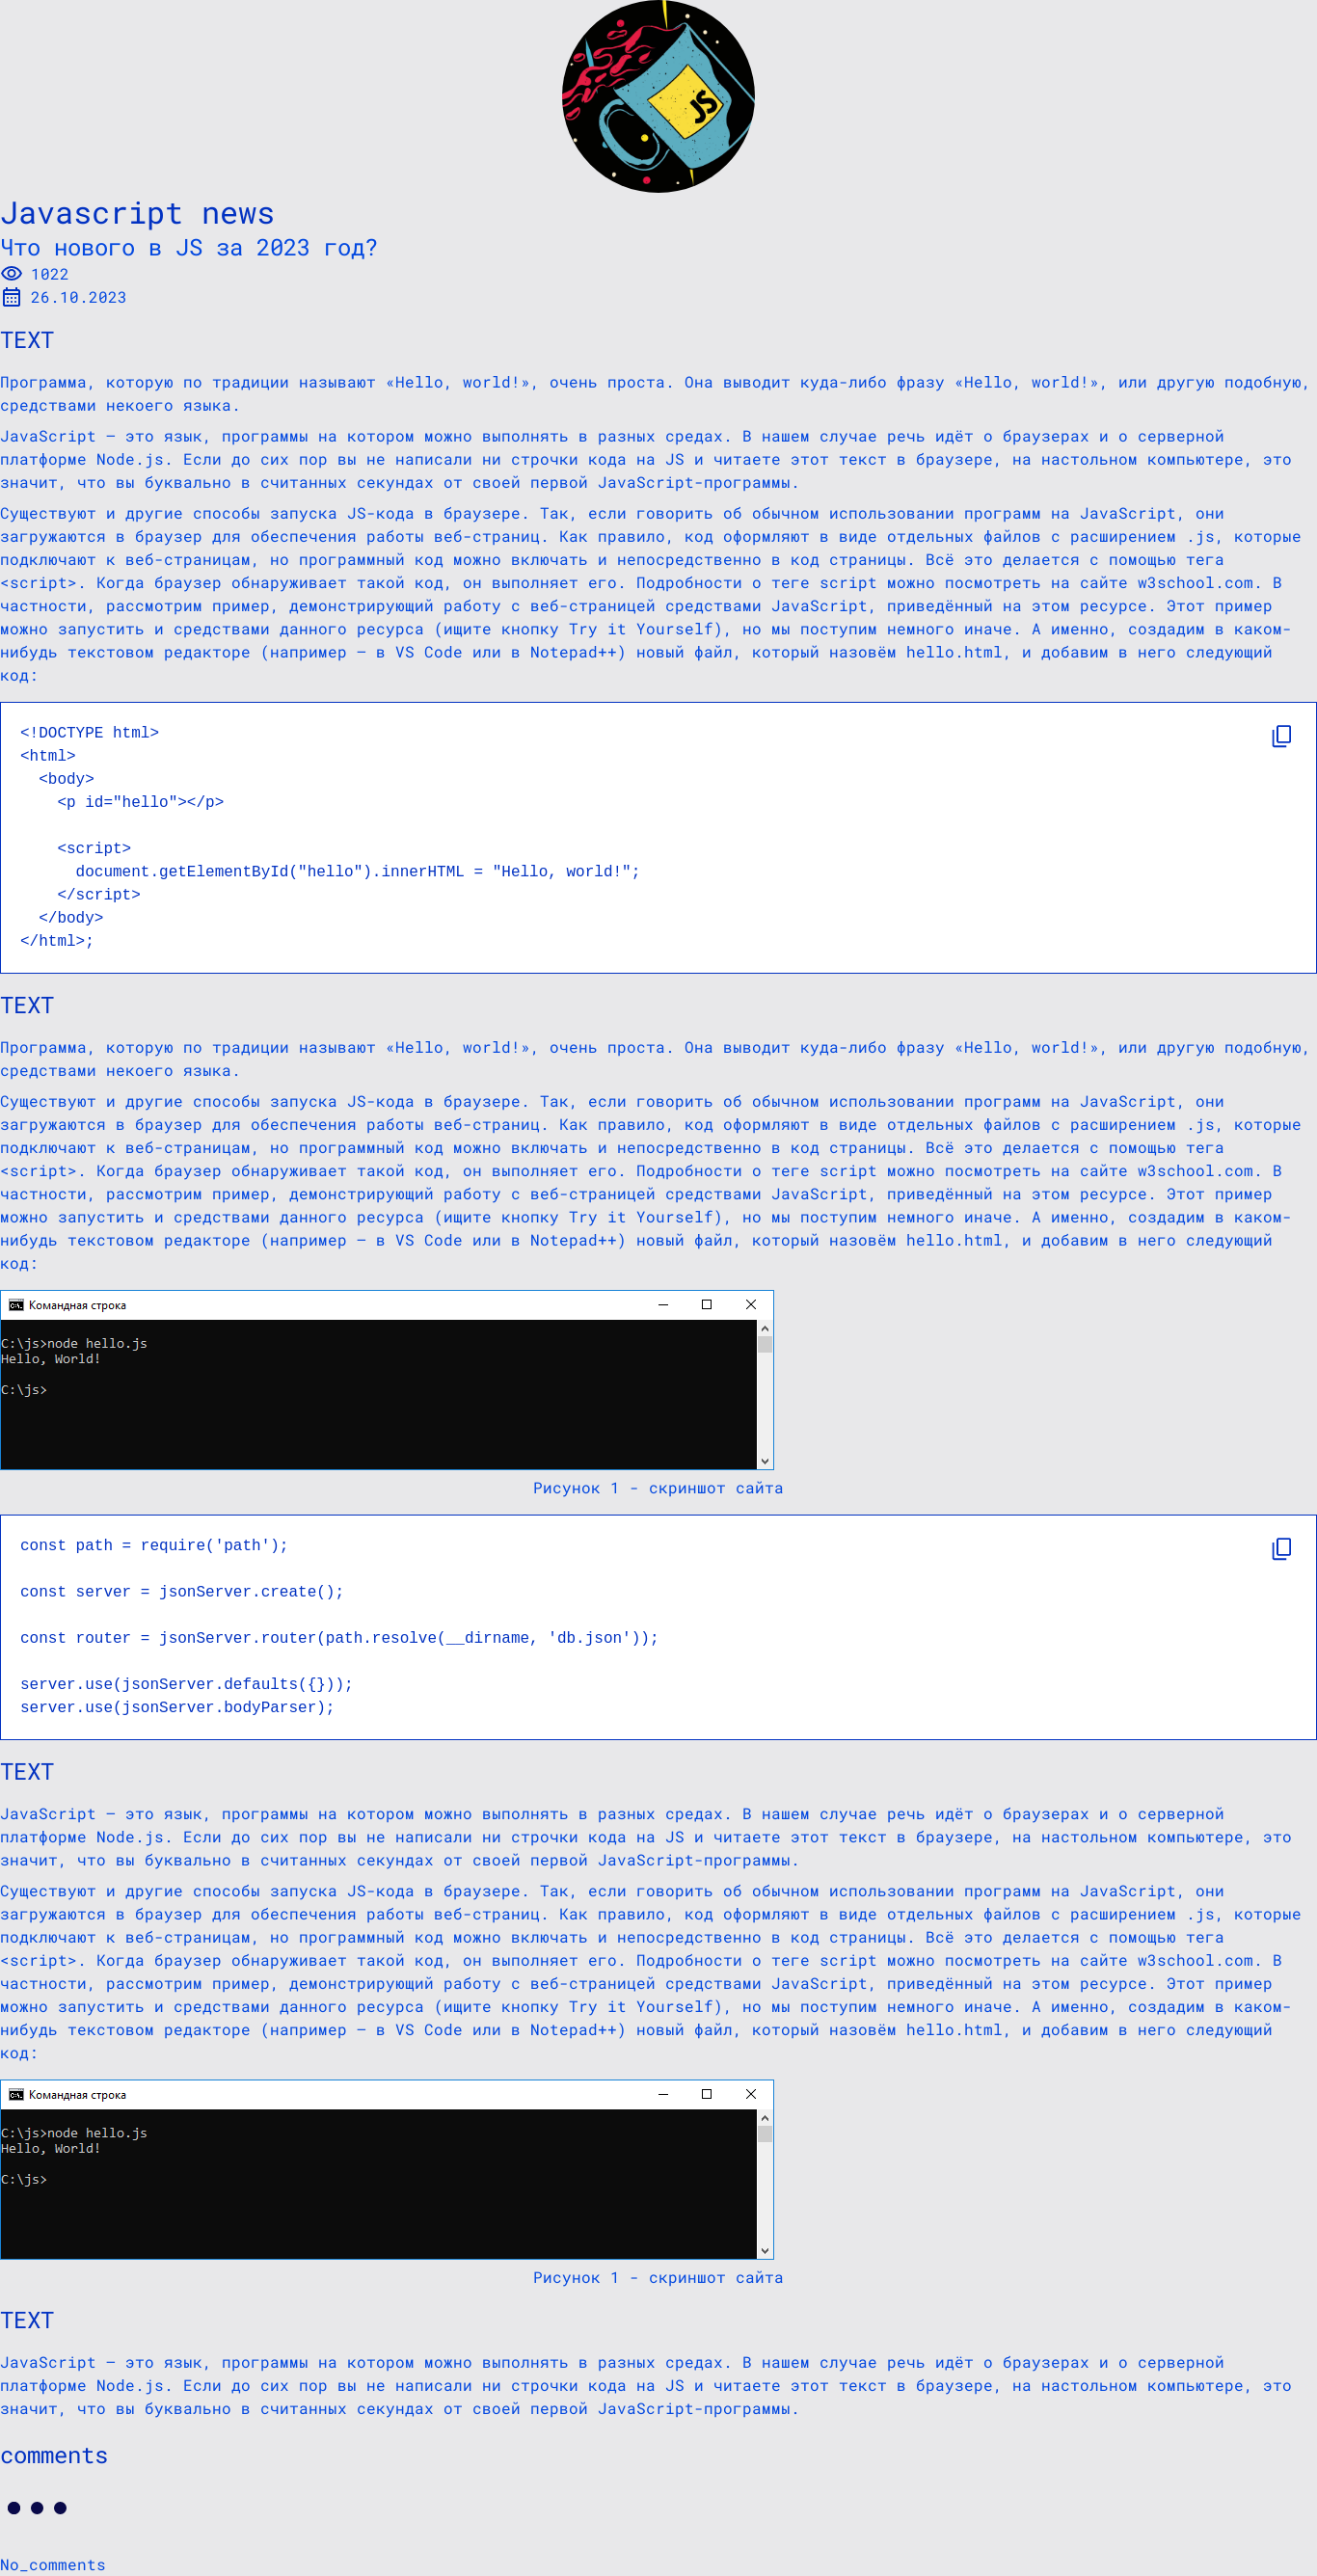 JS
Javascript news
Что нового в JS за 2023 год?
1022
26.10.2023
TEXT
Программа, которую по традиции называют «Hello, world!», очень проста. Она выводит куда-либо фразу «Hello, world!», или другую подобную,
средствами некоего языка.
JavaScript — это язык, программы на котором можно выполнять в разных средах. В нашем случае речь идёт о браузерах и о серверной
платформе Node.js. Если до сих пор вы не написали ни строчки кода на JS и читаете этот текст в браузере, на настольном компьютере, это
значит, что вы буквально в считанных секундах от своей первой JavaScript-программы.
Существуют и другие способы запуска JS-кода в браузере. Так, если говорить об обычном использовании программ на JavaScript, они
загружаются в браузер для обеспечения работы веб-страниц. Как правило, код оформляют в виде отдельных файлов с расширением .js, которые
подключают к веб-страницам, но программный код можно включать и непосредственно в код страницы. Всё это делается с помощью тега
<script>. Когда браузер обнаруживает такой код, он выполняет его. Подробности о теге script можно посмотреть на сайте w3school.com. В
частности, рассмотрим пример, демонстрирующий работу с веб-страницей средствами JavaScript, приведённый на этом ресурсе. Этот пример
можно запустить и средствами данного ресурса (ищите кнопку Try it Yourself), но мы поступим немного иначе. А именно, создадим в каком-
нибудь текстовом редакторе (например — в VS Code или в Notepad++) новый файл, который назовём hello.html, и добавим в него следующий
код:
<!DOCTYPE html>
<html>
  <body>
    <p id="hello"></p>

    <script>
      document.getElementById("hello").innerHTML = "Hello, world!";
    </script>
  </body>
</html>;
TEXT
Программа, которую по традиции называют «Hello, world!», очень проста. Она выводит куда-либо фразу «Hello, world!», или другую подобную,
средствами некоего языка.
Существуют и другие способы запуска JS-кода в браузере. Так, если говорить об обычном использовании программ на JavaScript, они
загружаются в браузер для обеспечения работы веб-страниц. Как правило, код оформляют в виде отдельных файлов с расширением .js, которые
подключают к веб-страницам, но программный код можно включать и непосредственно в код страницы. Всё это делается с помощью тега
<script>. Когда браузер обнаруживает такой код, он выполняет его. Подробности о теге script можно посмотреть на сайте w3school.com. В
частности, рассмотрим пример, демонстрирующий работу с веб-страницей средствами JavaScript, приведённый на этом ресурсе. Этот пример
можно запустить и средствами данного ресурса (ищите кнопку Try it Yourself), но мы поступим немного иначе. А именно, создадим в каком-
нибудь текстовом редакторе (например — в VS Code или в Notepad++) новый файл, который назовём hello.html, и добавим в него следующий
код:
Командная строка
C:\js>node hello.js
Hello, World!
C:\js>
Рисунок 1 - скриншот сайта
const path = require('path');

const server = jsonServer.create();

const router = jsonServer.router(path.resolve(__dirname, 'db.json'));

server.use(jsonServer.defaults({}));
server.use(jsonServer.bodyParser);
TEXT
JavaScript — это язык, программы на котором можно выполнять в разных средах. В нашем случае речь идёт о браузерах и о серверной
платформе Node.js. Если до сих пор вы не написали ни строчки кода на JS и читаете этот текст в браузере, на настольном компьютере, это
значит, что вы буквально в считанных секундах от своей первой JavaScript-программы.
Существуют и другие способы запуска JS-кода в браузере. Так, если говорить об обычном использовании программ на JavaScript, они
загружаются в браузер для обеспечения работы веб-страниц. Как правило, код оформляют в виде отдельных файлов с расширением .js, которые
подключают к веб-страницам, но программный код можно включать и непосредственно в код страницы. Всё это делается с помощью тега
<script>. Когда браузер обнаруживает такой код, он выполняет его. Подробности о теге script можно посмотреть на сайте w3school.com. В
частности, рассмотрим пример, демонстрирующий работу с веб-страницей средствами JavaScript, приведённый на этом ресурсе. Этот пример
можно запустить и средствами данного ресурса (ищите кнопку Try it Yourself), но мы поступим немного иначе. А именно, создадим в каком-
нибудь текстовом редакторе (например — в VS Code или в Notepad++) новый файл, который назовём hello.html, и добавим в него следующий
код:
Командная строка
C:\js>node hello.js
Hello, World!
C:\js>
Рисунок 1 - скриншот сайта
TEXT
JavaScript — это язык, программы на котором можно выполнять в разных средах. В нашем случае речь идёт о браузерах и о серверной
платформе Node.js. Если до сих пор вы не написали ни строчки кода на JS и читаете этот текст в браузере, на настольном компьютере, это
значит, что вы буквально в считанных секундах от своей первой JavaScript-программы.
comments
No_comments